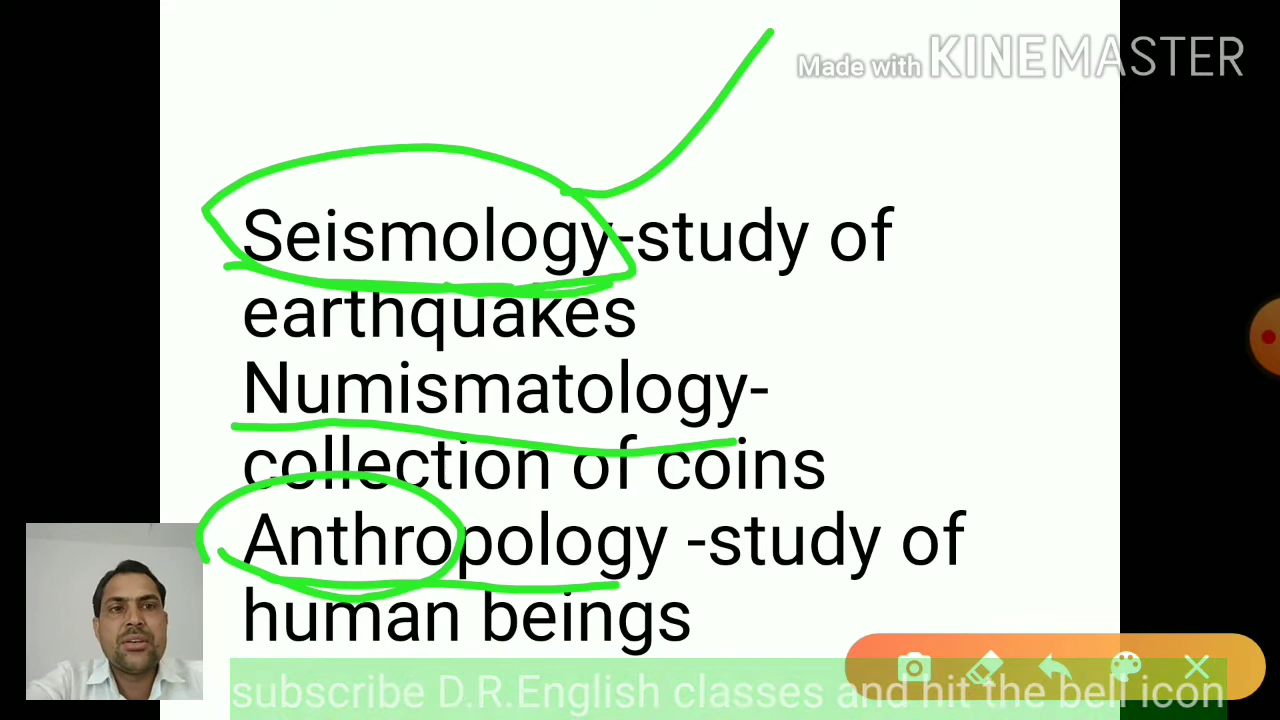 Made with KINEMASTER
Seismology-study of
earthquakes
Numismatology-
collection of coins
Anthropology -study of
human beings
subscribe D.R.English classes and hit the bell icon